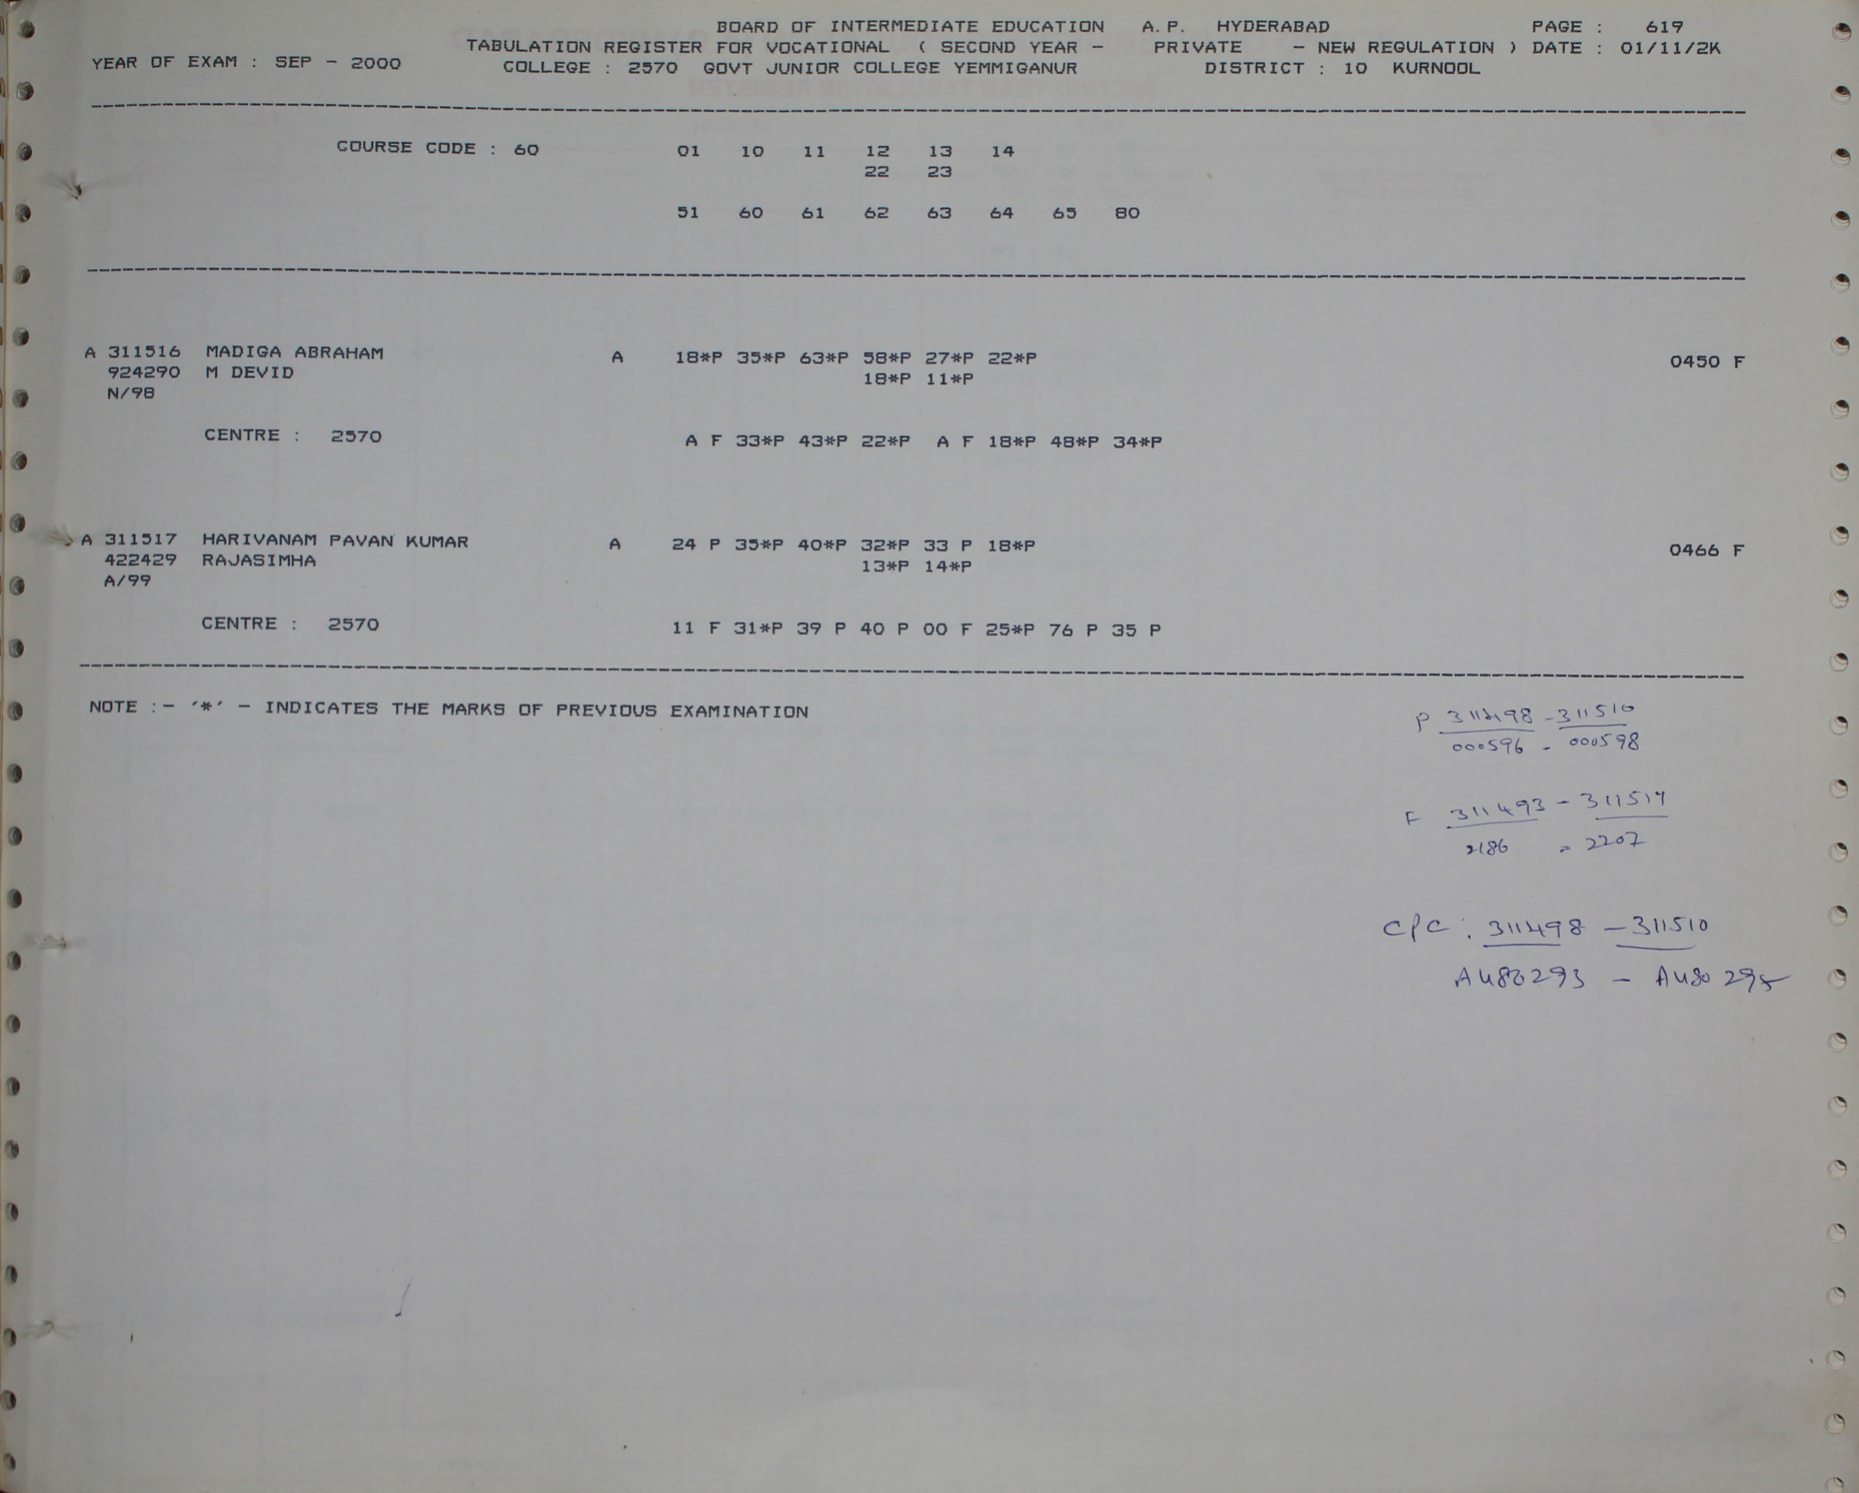 BOARD OF INTERMEDIATE EDUCATION A.P. HYDERABAD PAGE : 619
TABULATION REGISTER FOR VOCATIONAL ( SECOND YEAR - PRIVATE - NEW REGULATION ) DATE : 01/11/2K
YEAR OF EXAM : SEP - 2000 COLLEGE : 2570 GOVT JUNIOR COLLEGE YEMMIGANUR DISTRICT : 10 KURNOOL
COURSE CODE : 60 01 10 11 12 13 14
22 23
51 60 61 62 63 64 65 80
A 311516 MADIGA ABRAHAM A 18*P 35*P 63*P 58*P 27*P 22*P 0450 F
924290 M DEVID 18*P 11*P
N/98
CENTRE : 2570 A F 33*P 43*P 22*P A F 18*P 48*P 34*P
A 311517 HARIVANAM PAVAN KUMAR A 24 P 35*P 40*P 32*P 33 P 18*P 0466 F
422429 RAJASIMHA 13*P 14*P
A/99
CENTRE : 2570 11 F 31*P 39 P 40 P 00 F 25*P 76 P 35 P
NOTE :- '*' - INDICATES THE MARKS OF PREVIOUS EXAMINATION
P 311498 - 311510
000596 - 000598
F 311493 - 311517
2186 - 2207
CPC : 311498 - 311510
A480293 - A480295